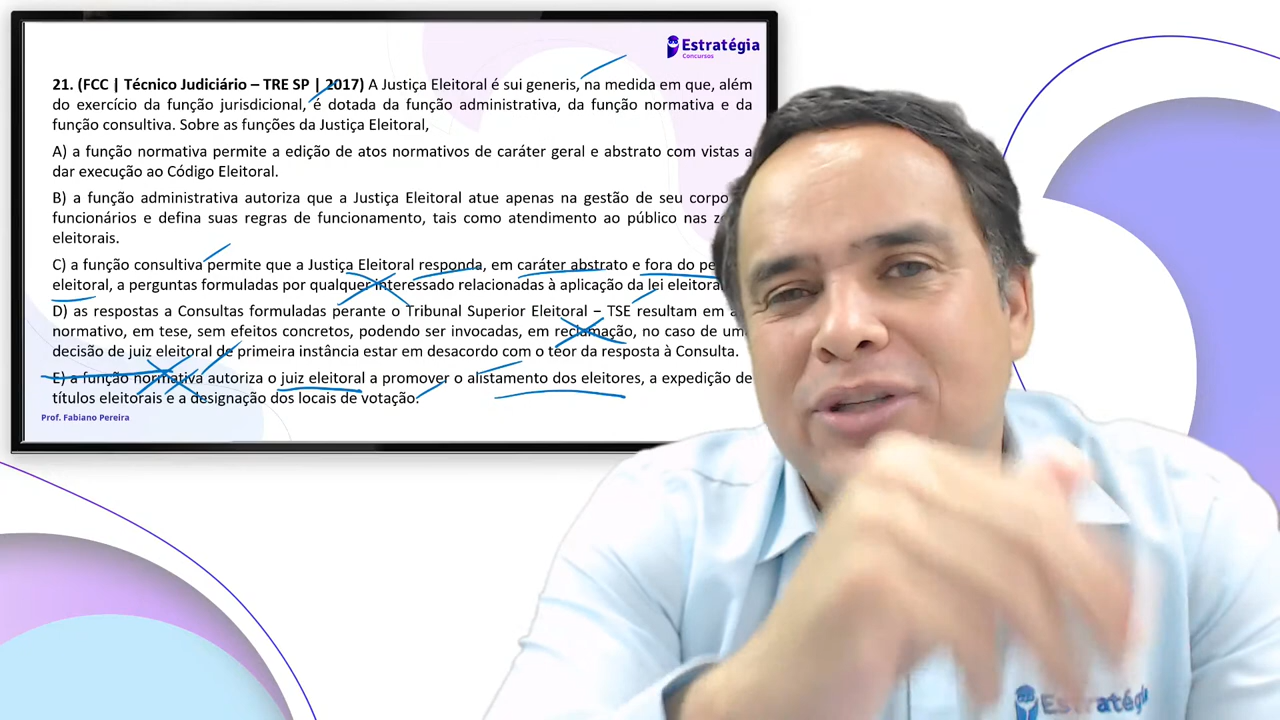 Estratégia
Concursos
21. (FCC | Técnico Judiciário – TRE SP | 2017) A Justiça Eleitoral é sui generis, na medida em que, além
do exercício da função jurisdicional, é dotada da função administrativa, da função normativa e da
função consultiva. Sobre as funções da Justiça Eleitoral,
A) a função normativa permite a edição de atos normativos de caráter geral e abstrato com vistas a
dar execução ao Código Eleitoral.
B) a função administrativa autoriza que a Justiça Eleitoral atue apenas na gestão de seu corpo
funcionários e defina suas regras de funcionamento, tais como atendimento ao público nas
eleitorais.
C) a função consultiva permite que a Justiça Eleitoral responda, em caráter abstrato e fora do
eleitoral, a perguntas formuladas por qualquer interessado relacionadas à aplicação da lei
D) as respostas a Consultas formuladas perante o Tribunal Superior Eleitoral – TSE resultam em
normativo, em tese, sem efeitos concretos, podendo ser invocadas, em reclamação, no caso de
decisão de juiz eleitoral de primeira instância estar em desacordo com o teor da resposta à Consulta.
E) a função normativa autoriza o juiz eleitoral a promover o alistamento dos eleitores, a expedição de
títulos eleitorais e a designação dos locais de votação.
Prof. Fabiano Pereira
Estratégi